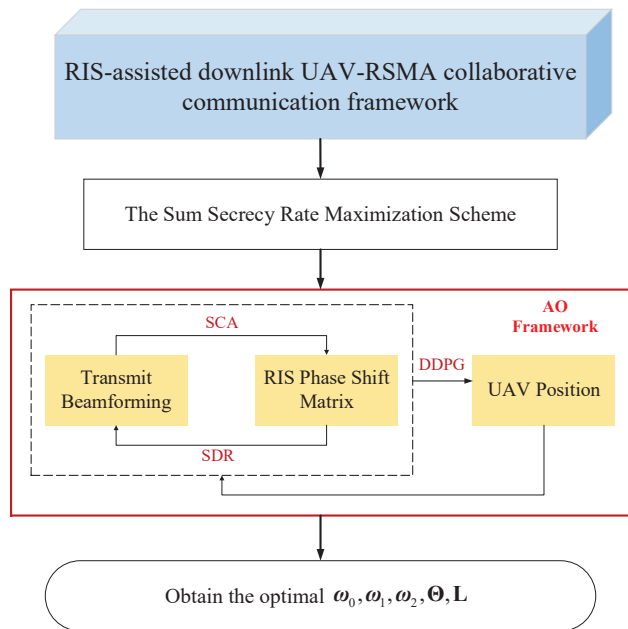 RIS-assisted downlink UAV-RSMA collaborative
communication framework
The Sum Secrecy Rate Maximization Scheme
AO
Framework
SCA
Transmit
Beamforming
RIS Phase Shift
Matrix
DDPG
UAV Position
SDR
Obtain the optimal ω₀,ω₁,ω₂,Θ,L